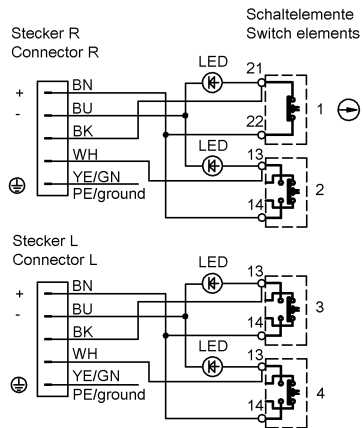 Schaltelemente
Switch elements
Stecker R
Connector R
LED
21
BN
+
BU
-
1
BK
22
WH
LED
13
YE/GN
PE/ground
2
14
Stecker L
Connector L
LED
13
BN
+
BU
-
3
BK
14
WH
LED
13
YE/GN
PE/ground
4
14